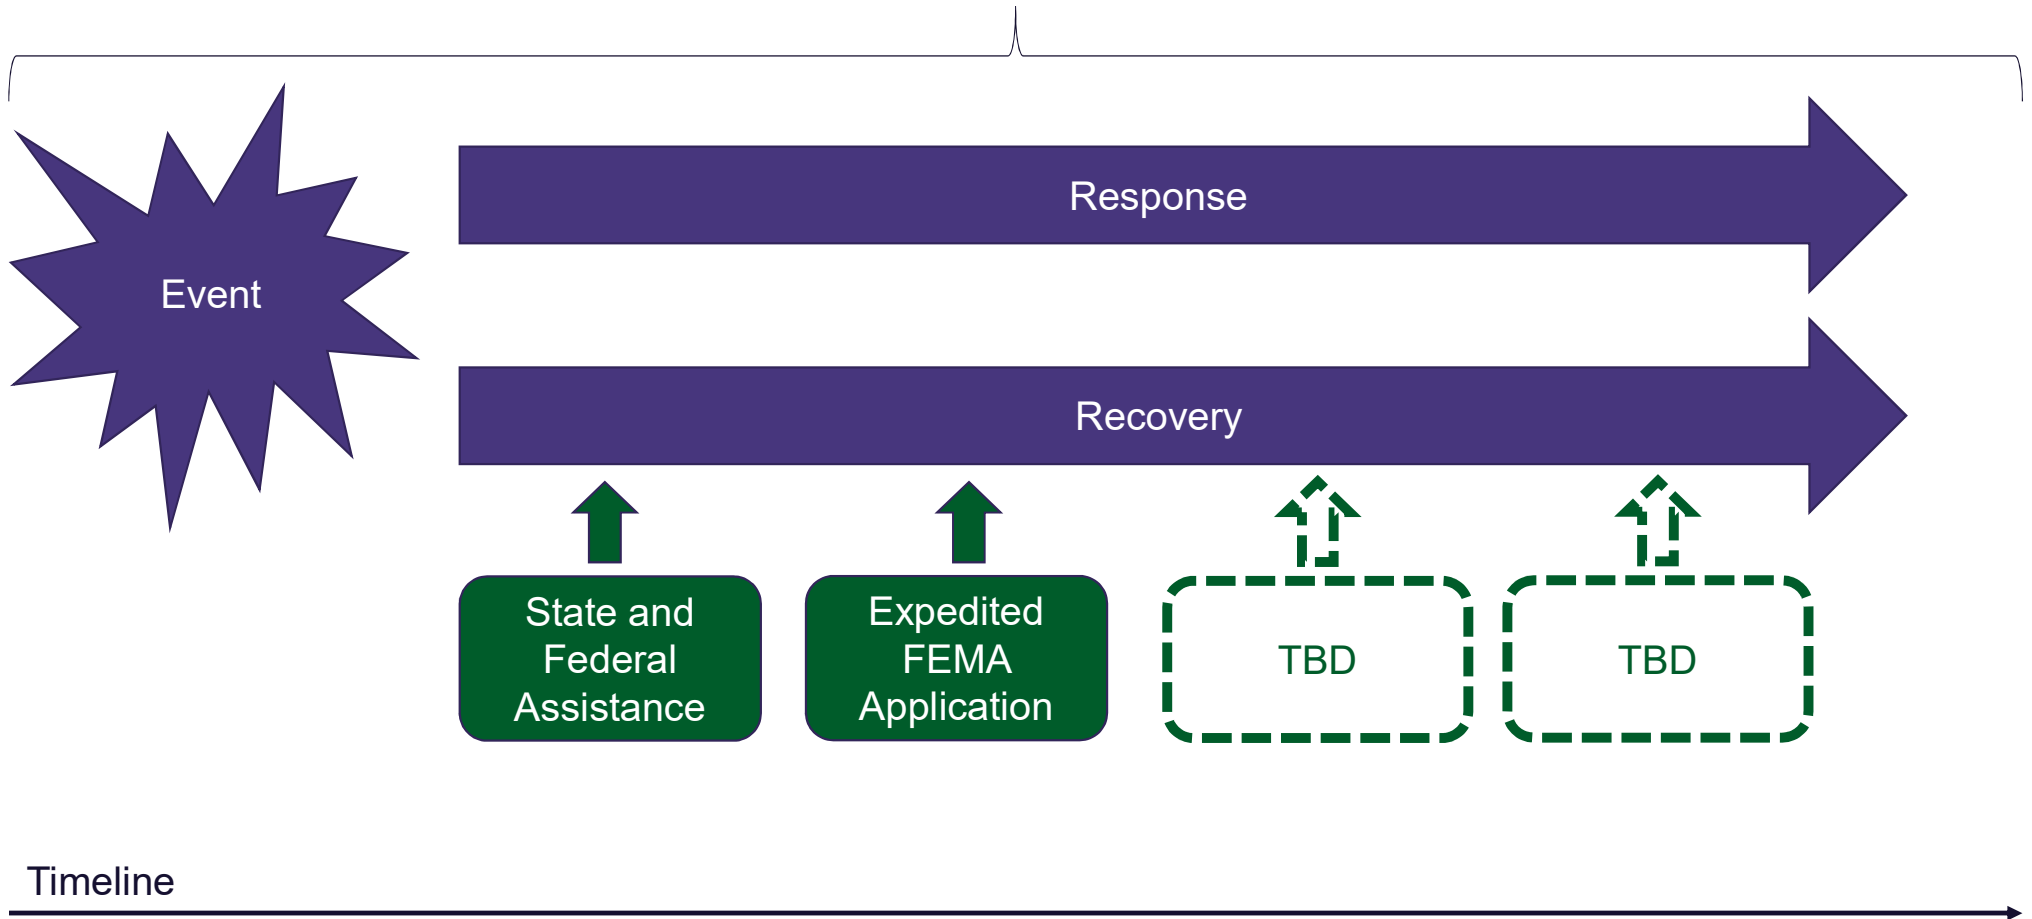 Response
Event
Recovery
State and
Federal
Assistance
Expedited
FEMA
Application
TBD
TBD
Timeline